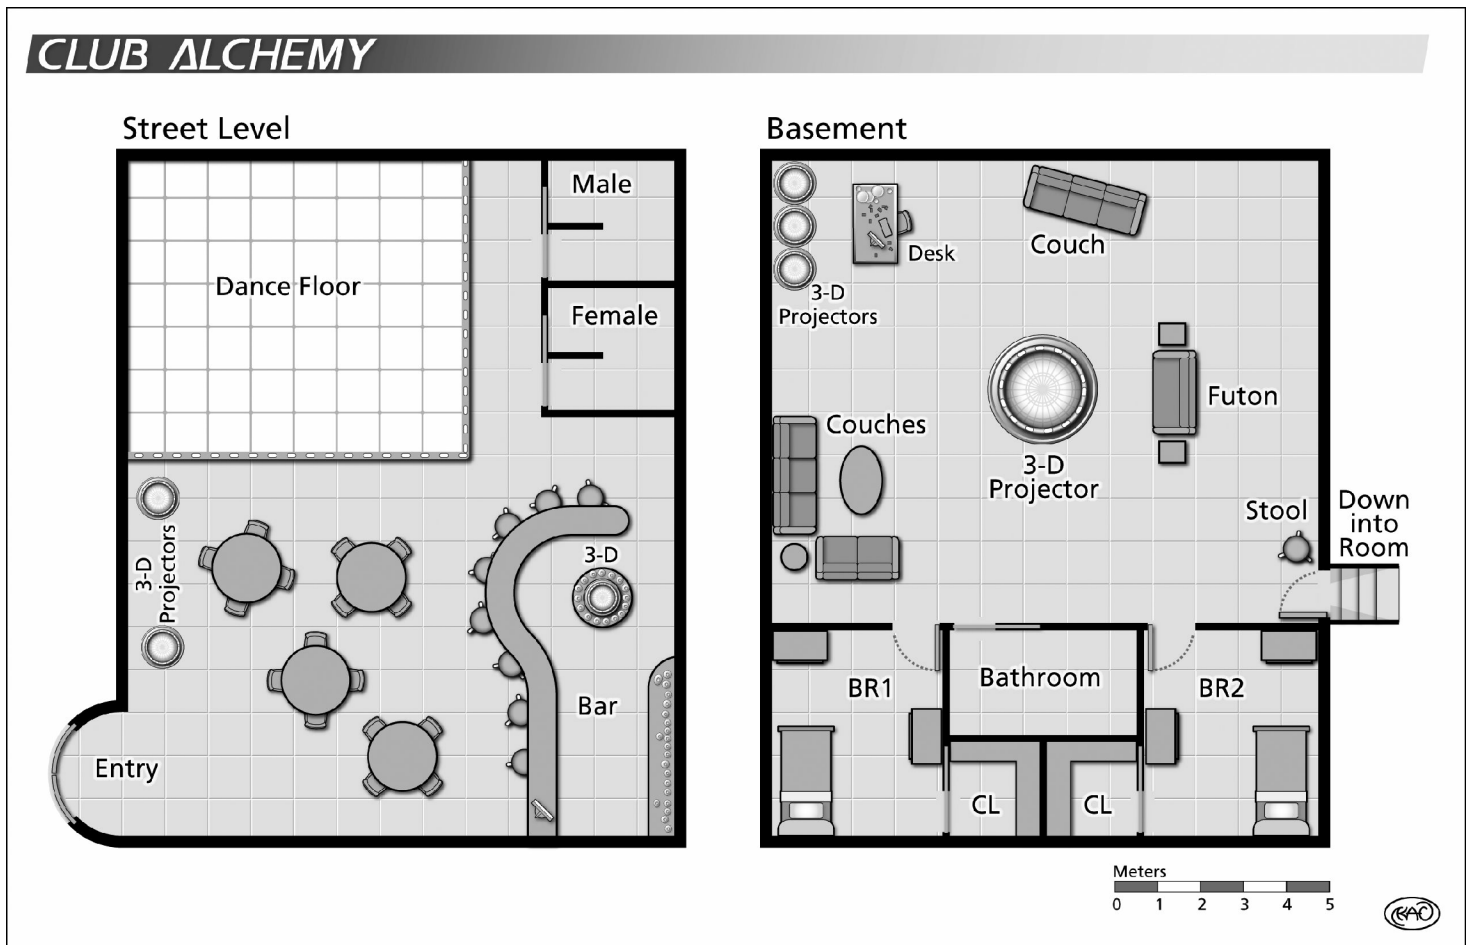 CLUB ALCHEMY
Street Level
Male
Dance Floor
Female
3-D
Projectors
3-D
Bar
Entry
Basement
Couch
Desk
3-D
Projectors
Couches
Futon
3-D
Projector
Stool
Down
into
Room
BR1
Bathroom
BR2
CL
CL
Meters
0 1 2 3 4 5